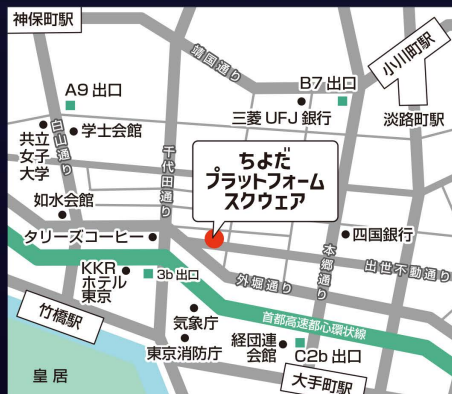 神保町駅
靖国通り
小川町駅
A9 出口
B7 出口
三菱 UFJ 銀行
淡路町駅
白山通り
学士会館
共立
女子
大学
千代田通り
ちよだ
プラットフォーム
スクウェア
如水会館
タリーズコーヒー
四国銀行
本郷通り
出世不動通り
外堀通り
KKR
ホテル
東京
3b 出口
首都高速都心環状線
竹橋駅
気象庁
東京消防庁
経団連
会館
C2b 出口
皇居
大手町駅